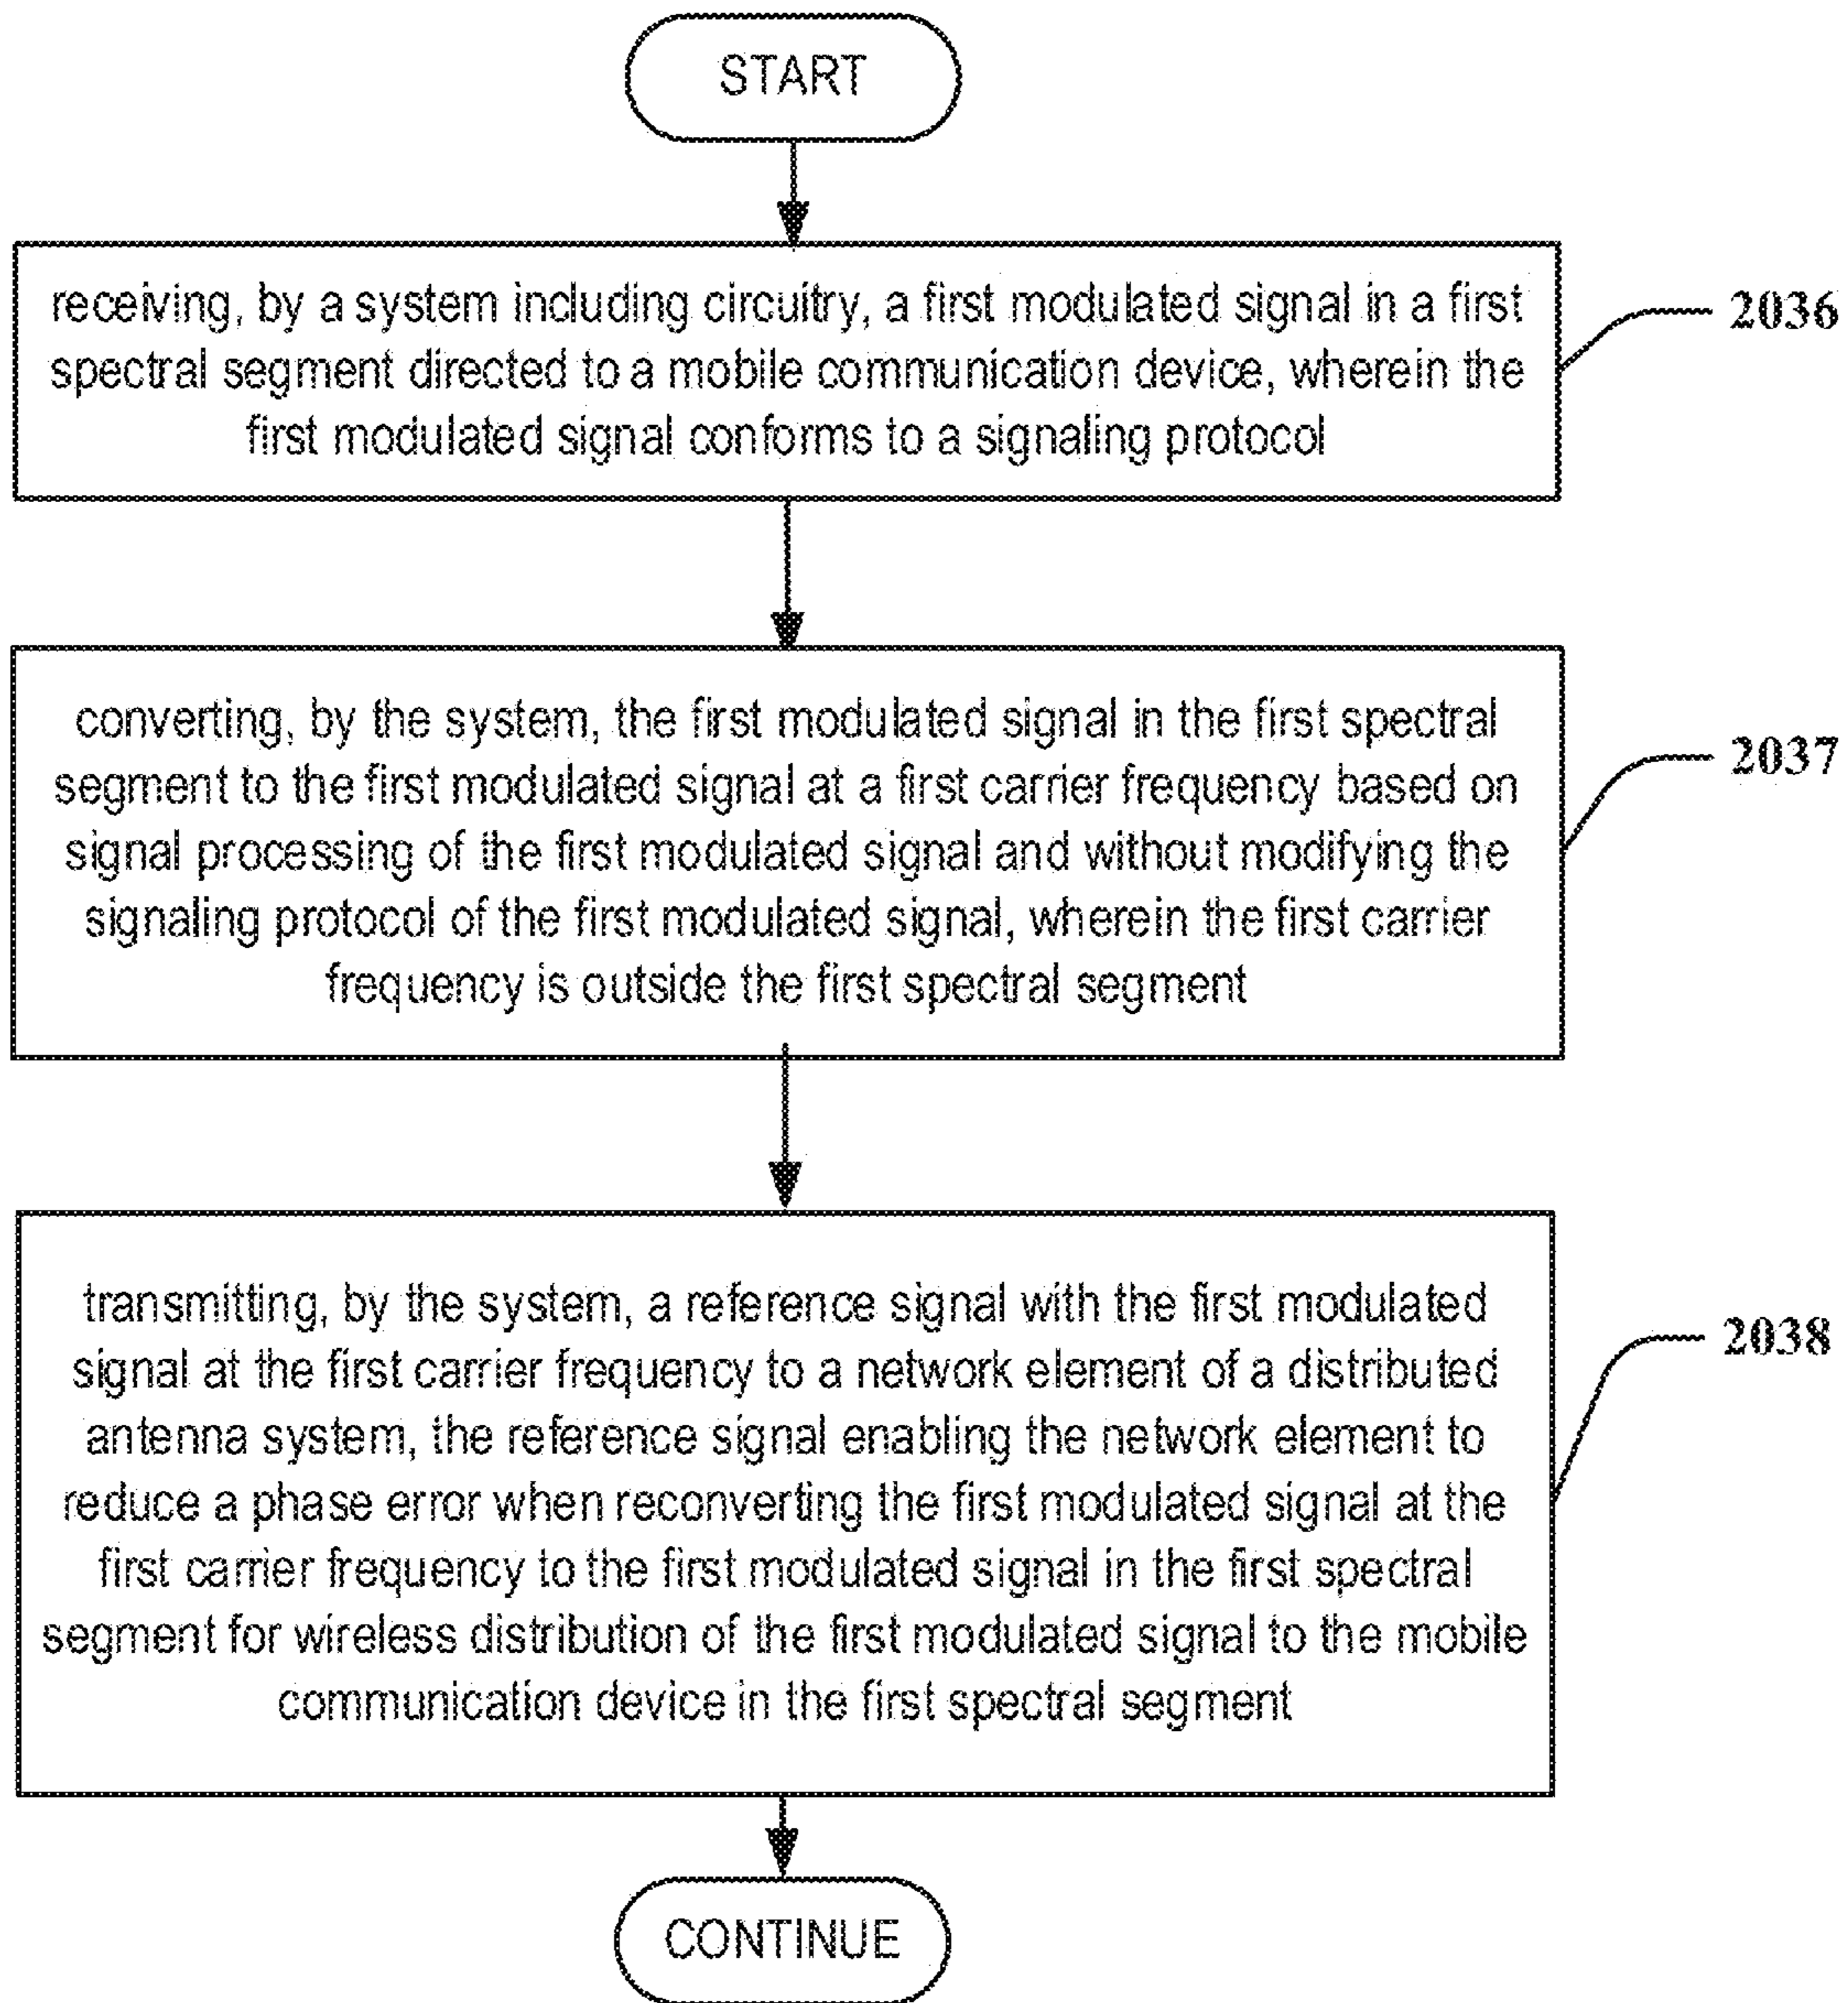 START
receiving, by a system including circuitry, a first modulated signal in a first
spectral segment directed to a mobile communication device, wherein the
first modulated signal conforms to a signaling protocol
2036
converting, by the system, the first modulated signal in the first spectral
segment to the first modulated signal at a first carrier frequency based on
signal processing of the first modulated signal and without modifying the
signaling protocol of the first modulated signal, wherein the first carrier
frequency is outside the first spectral segment
2037
transmitting, by the system, a reference signal with the first modulated
signal at the first carrier frequency to a network element of a distributed
antenna system, the reference signal enabling the network element to
reduce a phase error when reconverting the first modulated signal at the
first carrier frequency to the first modulated signal in the first spectral
segment for wireless distribution of the first modulated signal to the mobile
communication device in the first spectral segment
2038
CONTINUE